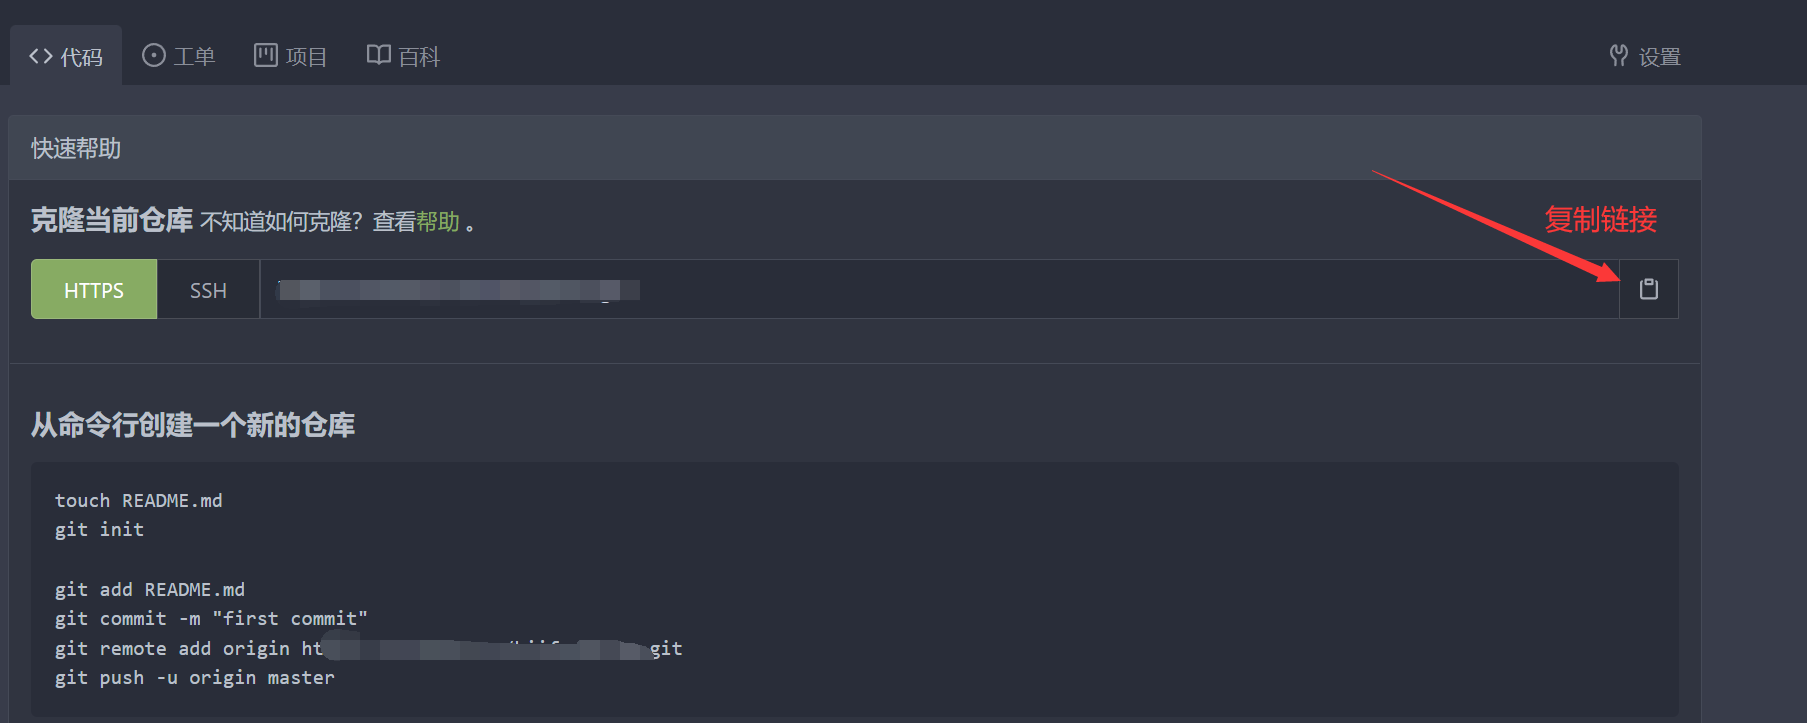 代码 工单 项目 百科 设置
快速帮助
克隆当前仓库 不知道如何克隆？查看帮助 。
复制链接
HTTPS SSH
从命令行创建一个新的仓库
touch README.md
git init
git add README.md
git commit -m "first commit"
git remote add origin ht git
git push -u origin master